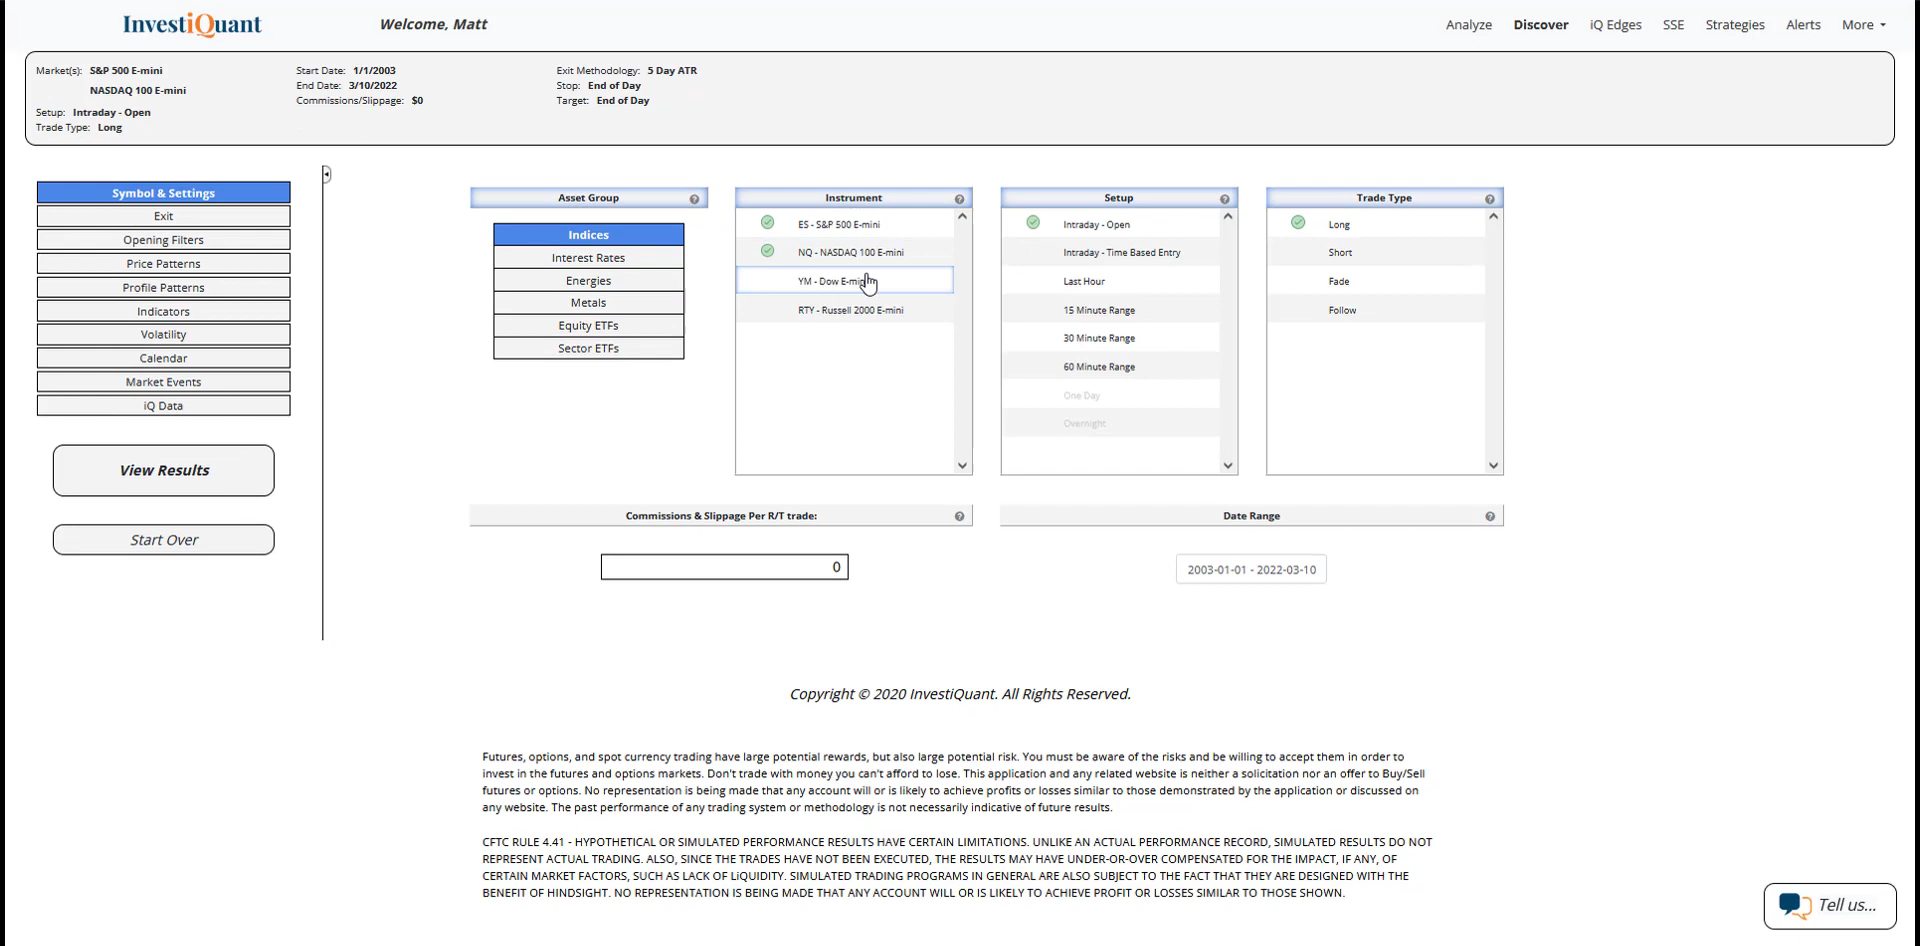 InvestiQuant
Welcome, Matt
Analyze
Discover
iQ Edges
SSE
Strategies
Alerts
More
Market(s): S&P 500 E-mini
NASDAQ 100 E-mini
Setup: Intraday - Open
Trade Type: Long
Start Date: 1/1/2003
End Date: 3/10/2022
Commissions/Slippage: $0
Exit Methodology: 5 Day ATR
Stop: End of Day
Target: End of Day
Symbol & Settings
Exit
Opening Filters
Price Patterns
Profile Patterns
Indicators
Volatility
Calendar
Market Events
iQ Data
View Results
Start Over
Asset Group
Indices
Interest Rates
Energies
Metals
Equity ETFs
Sector ETFs
Instrument
ES - S&P 500 E-mini
NQ - NASDAQ 100 E-mini
YM - Dow E-mini
RTY - Russell 2000 E-mini
Setup
Intraday - Open
Intraday - Time Based Entry
Last Hour
15 Minute Range
30 Minute Range
60 Minute Range
One Day
Overnight
Trade Type
Long
Short
Fade
Follow
Commissions & Slippage Per R/T trade:
0
Date Range
2003-01-01 - 2022-03-10
Copyright © 2020 InvestiQuant. All Rights Reserved.
Futures, options, and spot currency trading have large potential rewards, but also large potential risk. You must be aware of the risks and be willing to accept them in order to
invest in the futures and options markets. Don't trade with money you can't afford to lose. This application and any related website is neither a solicitation nor an offer to Buy/Sell
futures or options. No representation is being made that any account will or is likely to achieve profits or losses similar to those demonstrated by the application or discussed on
any website. The past performance of any trading system or methodology is not necessarily indicative of future results.
CFTC RULE 4.41 - HYPOTHETICAL OR SIMULATED PERFORMANCE RESULTS HAVE CERTAIN LIMITATIONS. UNLIKE AN ACTUAL PERFORMANCE RECORD, SIMULATED RESULTS DO NOT
REPRESENT ACTUAL TRADING. ALSO, SINCE THE TRADES HAVE NOT BEEN EXECUTED, THE RESULTS MAY HAVE UNDER-OR-OVER COMPENSATED FOR THE IMPACT, IF ANY, OF
CERTAIN MARKET FACTORS, SUCH AS LACK OF LiQUIDITY. SIMULATED TRADING PROGRAMS IN GENERAL ARE ALSO SUBJECT TO THE FACT THAT THEY ARE DESIGNED WITH THE
BENEFIT OF HINDSIGHT. NO REPRESENTATION IS BEING MADE THAT ANY ACCOUNT WILL OR IS LIKELY TO ACHIEVE PROFIT OR LOSSES SIMILAR TO THOSE SHOWN.
Tell us...